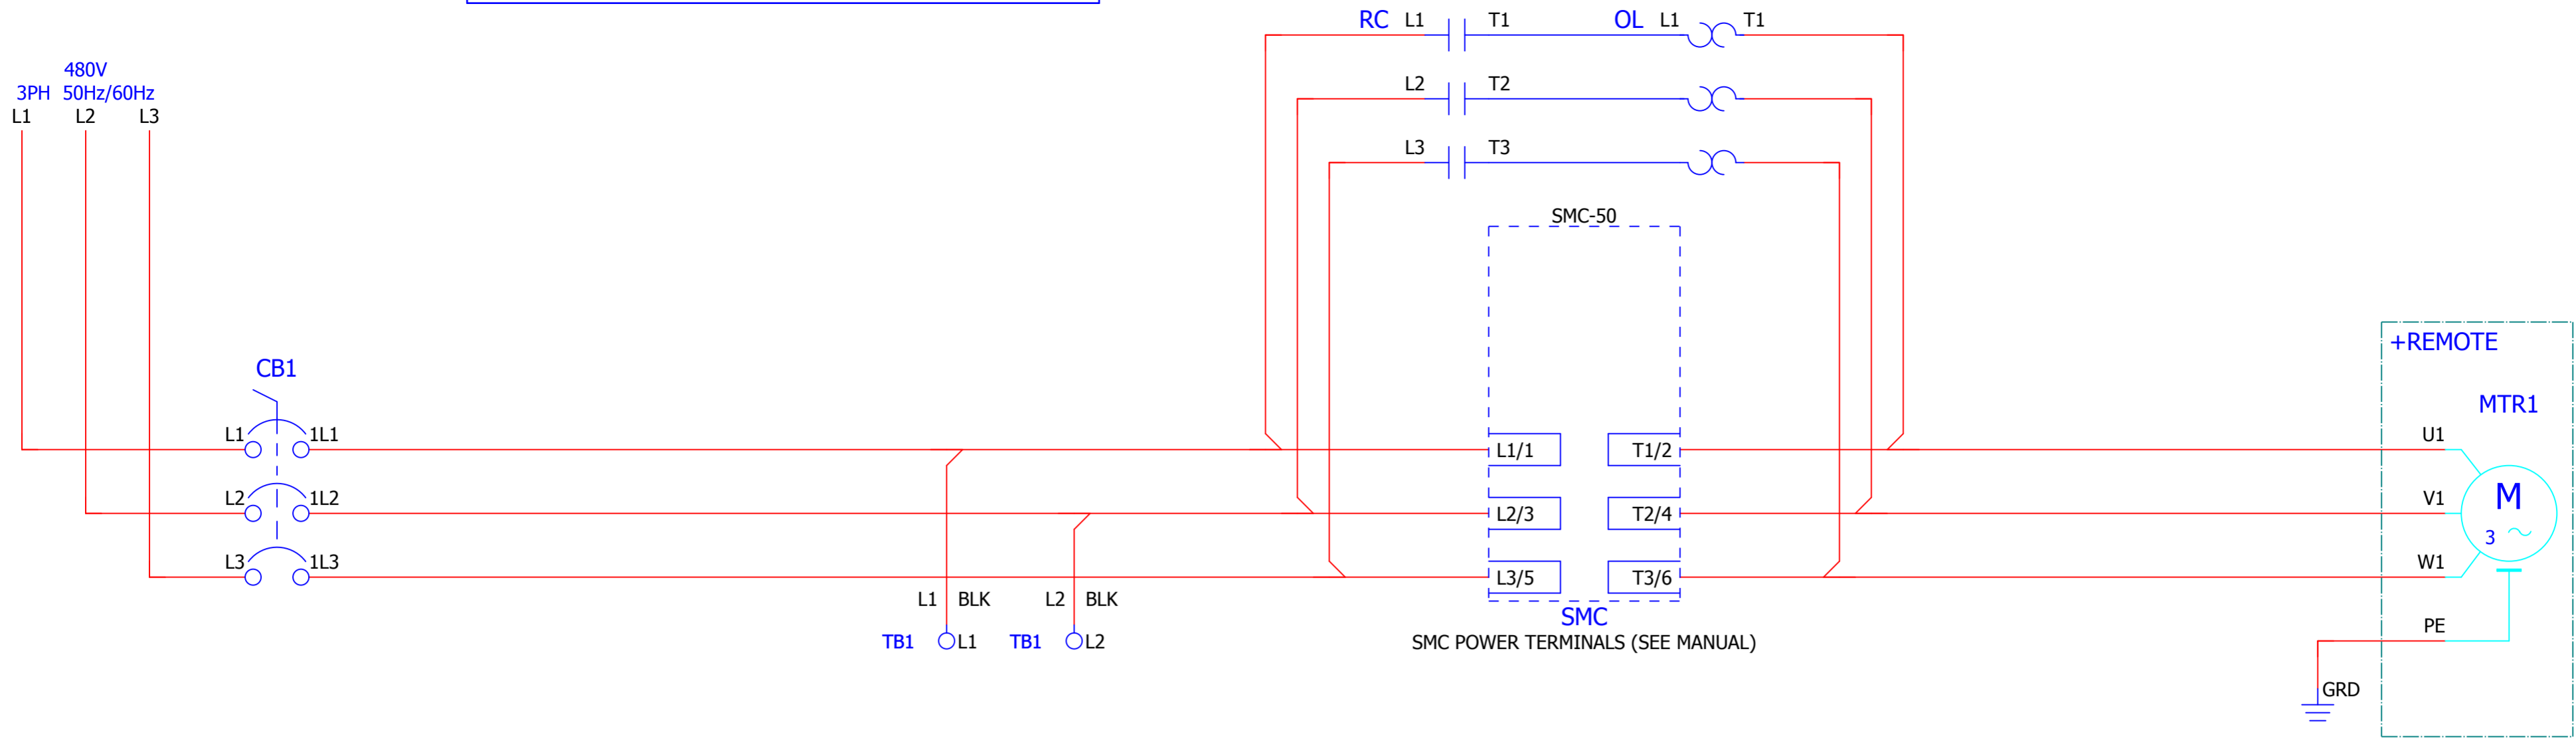 RC L1 T1 OL L1 T1
480V
3PH 50Hz/60Hz
L1 L2 L3
L2 T2
L3 T3
SMC-50
+REMOTE
CB1
MTR1
L1 1L1 L1/1 T1/2 U1
L2 1L2 L2/3 T2/4 V1
M
3
L3 1L3 L3/5 T3/6 W1
L1 BLK L2 BLK
SMC
PE
TB1 L1 TB1 L2
SMC POWER TERMINALS (SEE MANUAL)
GRD